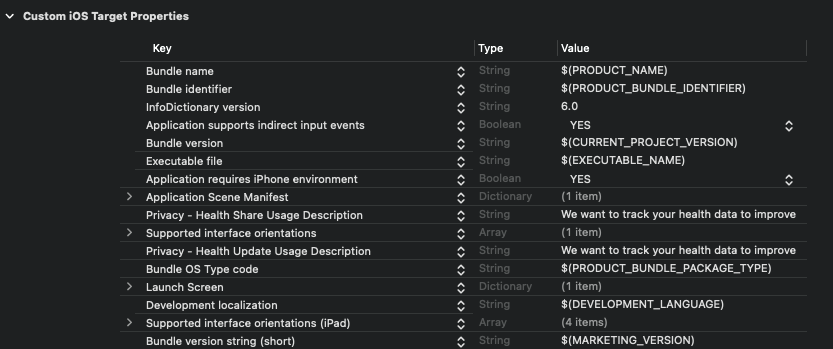 Custom iOS Target Properties
Key Type Value
Bundle name String $(PRODUCT_NAME)
Bundle identifier String $(PRODUCT_BUNDLE_IDENTIFIER)
InfoDictionary version String 6.0
Application supports indirect input events Boolean YES
Bundle version String $(CURRENT_PROJECT_VERSION)
Executable file String $(EXECUTABLE_NAME)
Application requires iPhone environment Boolean YES
Application Scene Manifest Dictionary (1 item)
Privacy - Health Share Usage Description String We want to track your health data to improve
Supported interface orientations Array (1 item)
Privacy - Health Update Usage Description String We want to track your health data to improve
Bundle OS Type code String $(PRODUCT_BUNDLE_PACKAGE_TYPE)
Launch Screen Dictionary (1 item)
Development localization String $(DEVELOPMENT_LANGUAGE)
Supported interface orientations (iPad) Array (4 items)
Bundle version string (short) String $(MARKETING_VERSION)